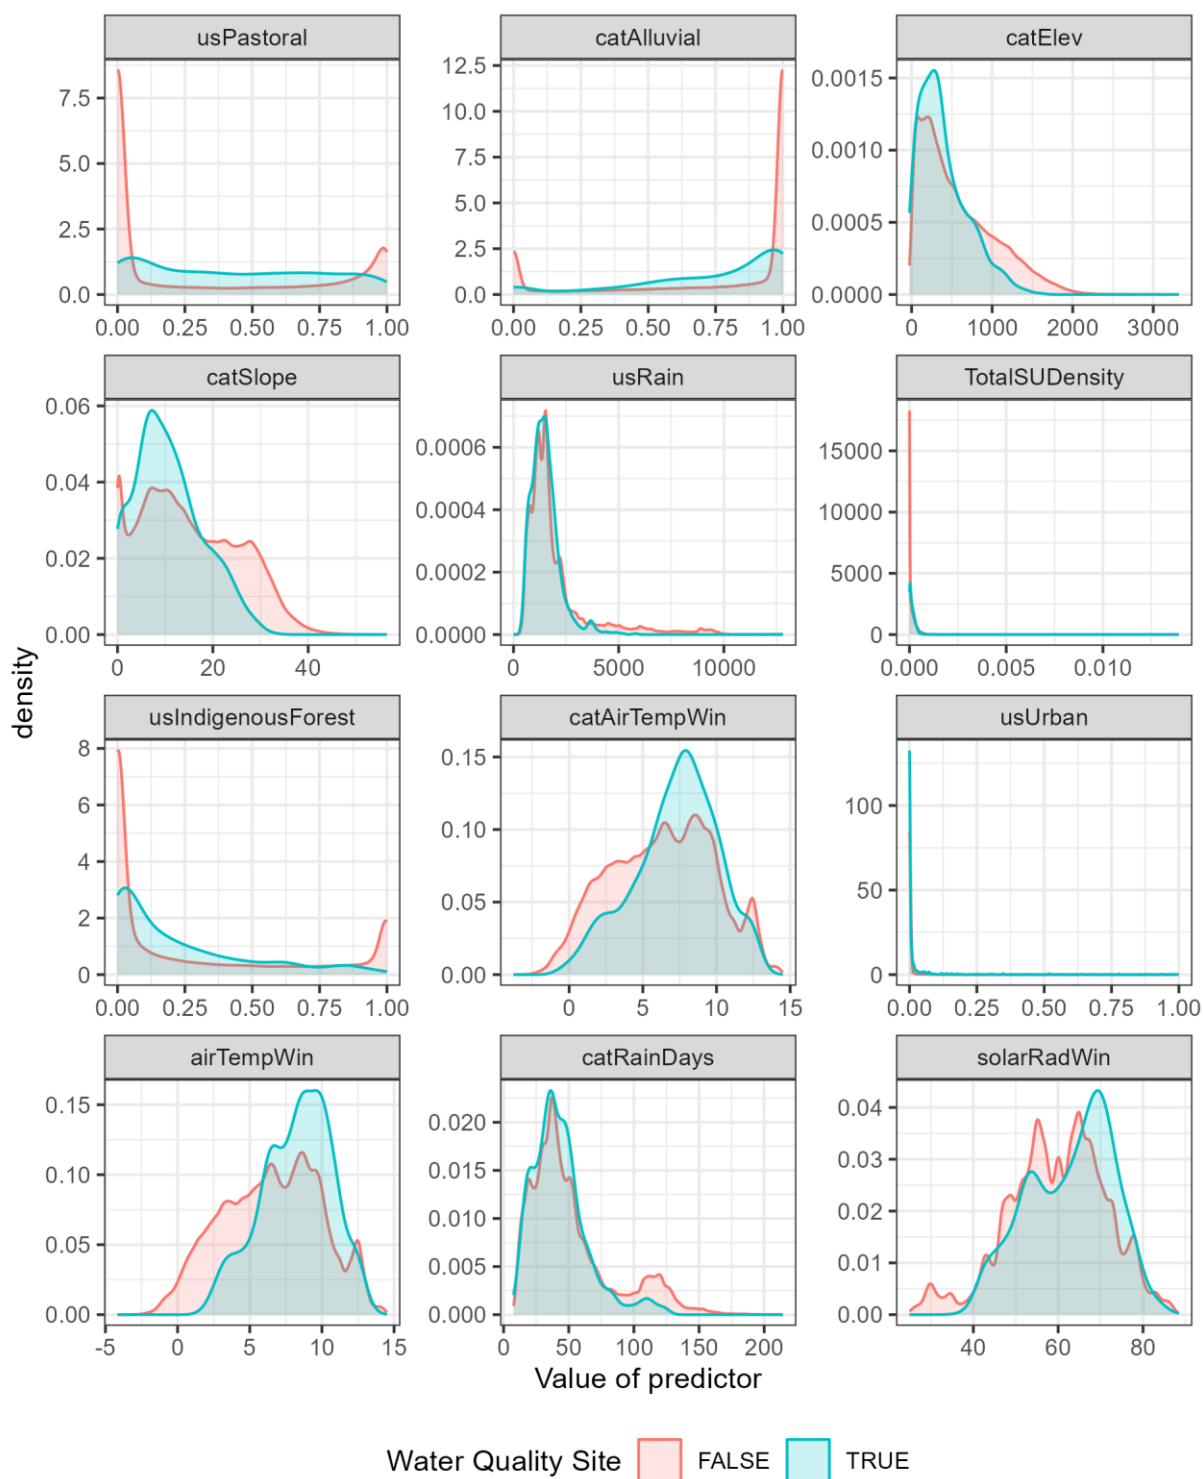 usPastoral
catAlluvial
catElev
7.5
5.0
2.5
0.0
0.00 0.25 0.50 0.75 1.00
12.5
10.0
7.5
5.0
2.5
0.0
0.00 0.25 0.50 0.75 1.00
0.0015
0.0010
0.0005
0.0000
0 1000 2000 3000
catSlope
usRain
TotalSUDensity
0.06
0.04
0.02
0.00
0 20 40
0.0006
0.0004
0.0002
0.0000
0 5000 10000
15000
10000
5000
0
0.000 0.005 0.010
density
usIndigenousForest
catAirTempWin
usUrban
8
6
4
2
0
0.00 0.25 0.50 0.75 1.00
0.15
0.10
0.05
0.00
0 5 10 15
100
50
0
0.00 0.25 0.50 0.75 1.00
airTempWin
catRainDays
solarRadWin
0.15
0.10
0.05
0.00
-5 0 5 10 15
0.020
0.015
0.010
0.005
0.000
0 50 100 150 200
0.04
0.03
0.02
0.01
0.00
40 60 80
Value of predictor
Water Quality Site FALSE TRUE